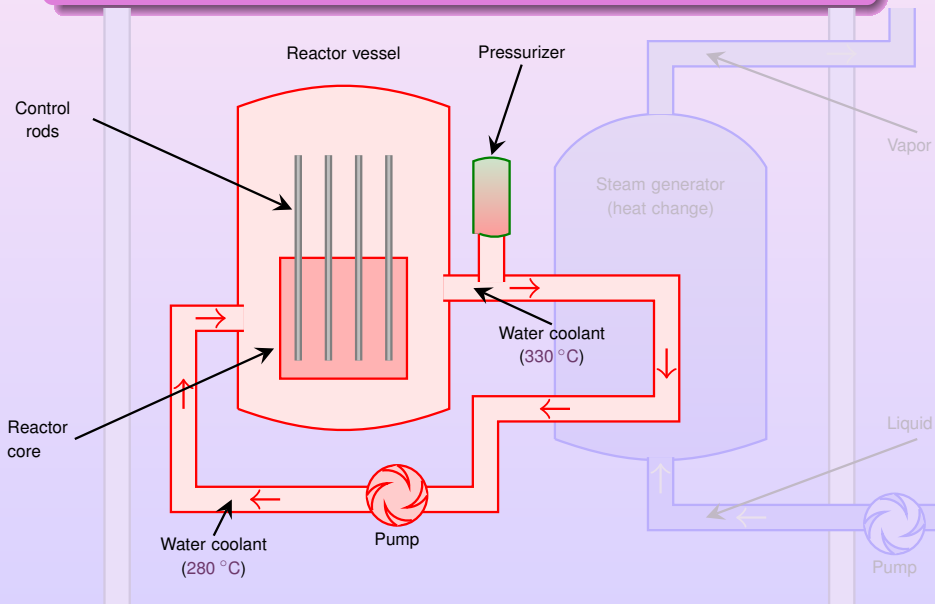 Reactor vessel
Pressurizer
Control
rods
Vapor
Steam generator
(heat change)
Water coolant
(330 °C)
Reactor
core
Liquid
Pump
Water coolant
(280 °C)
Pump